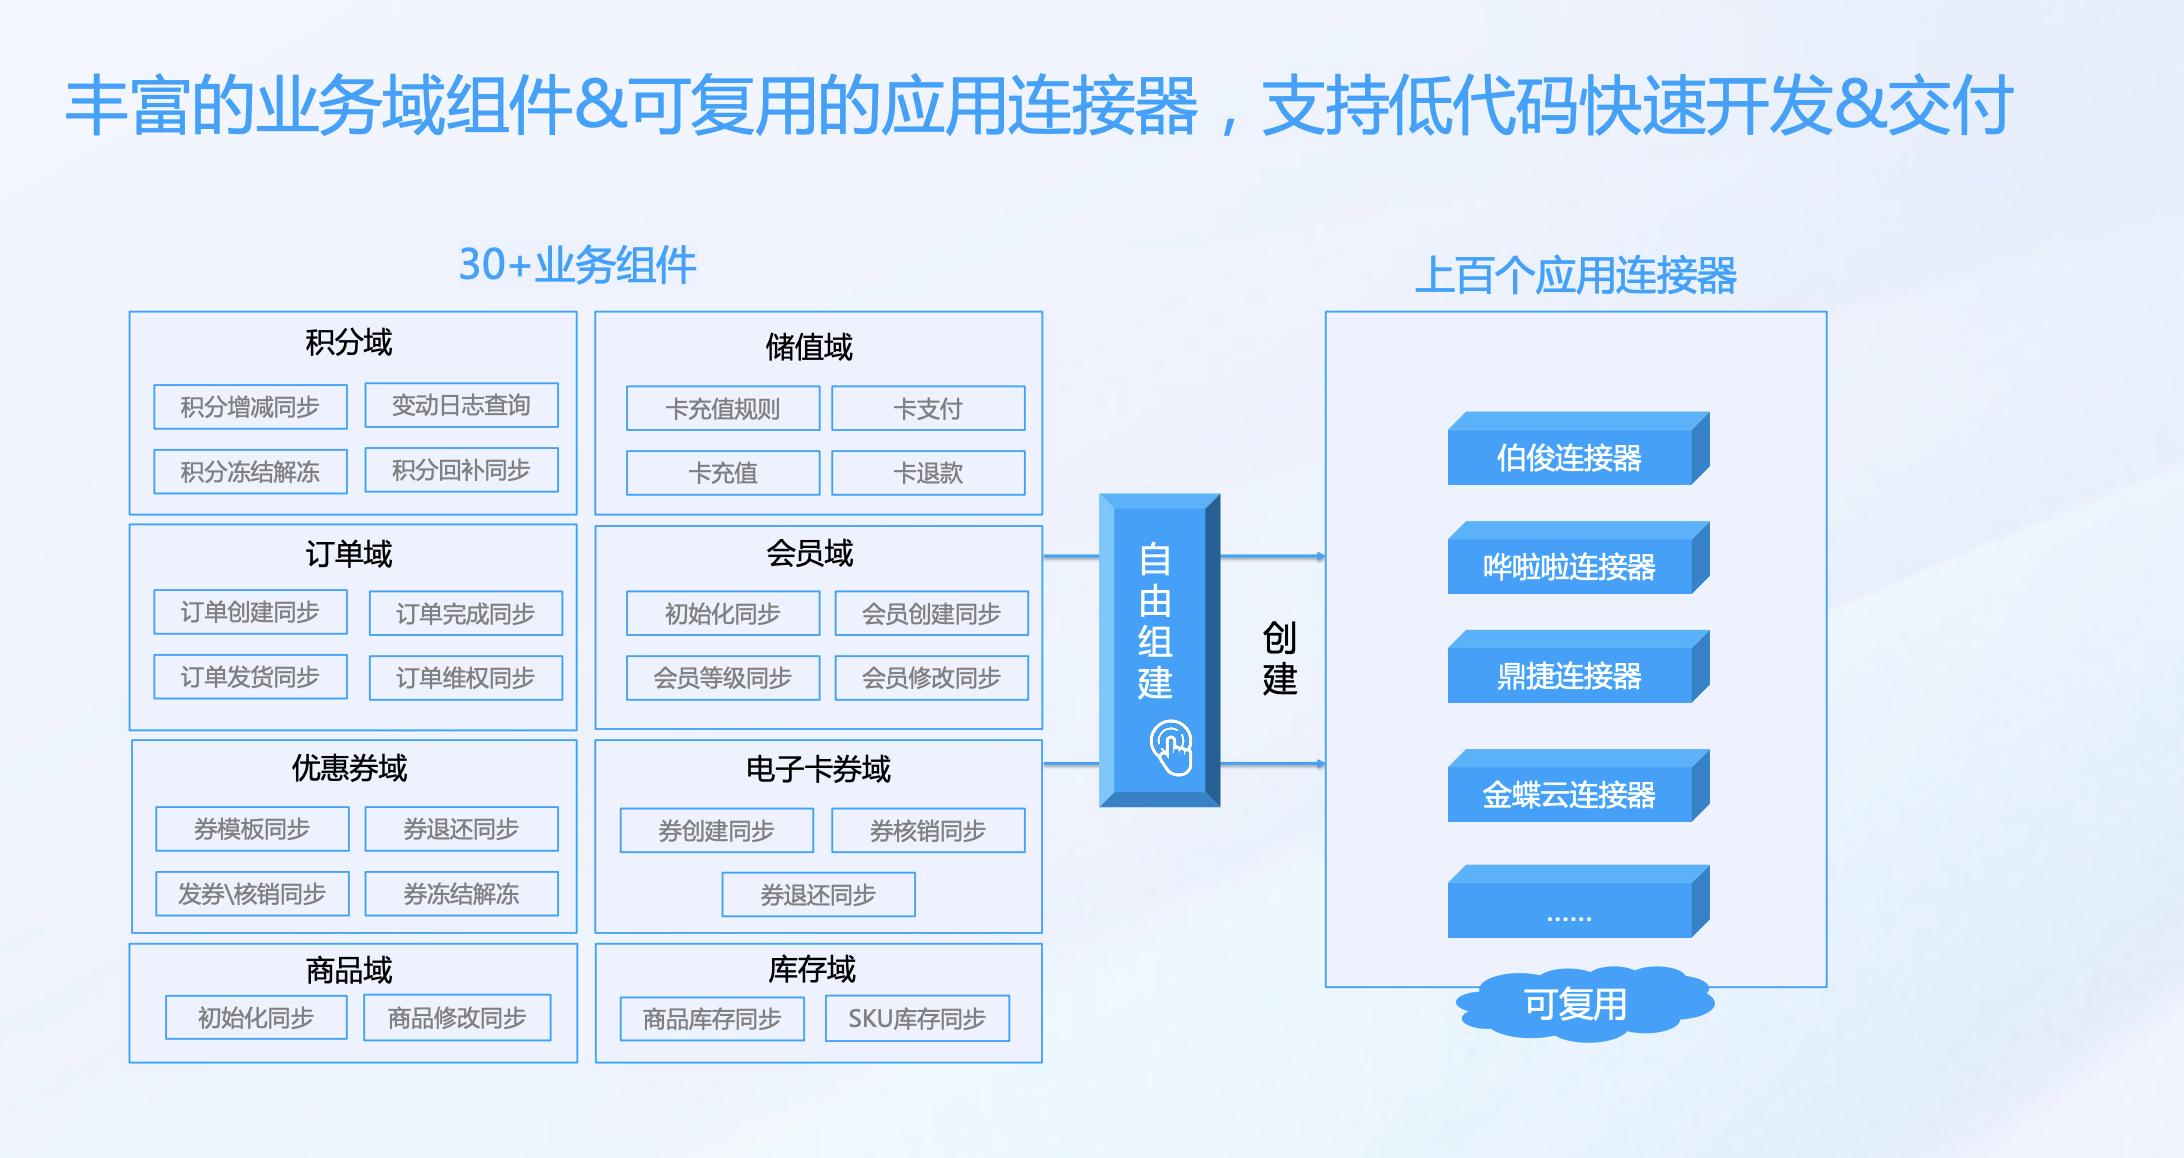 丰富的业务域组件&可复用的应用连接器，支持低代码快速开发&交付
30+业务组件
积分域
积分增减同步
变动日志查询
积分冻结解冻
积分回补同步
储值域
卡充值规则
卡支付
卡充值
卡退款
订单域
订单创建同步
订单完成同步
订单发货同步
订单维权同步
会员域
初始化同步
会员创建同步
会员等级同步
会员修改同步
优惠券域
券模板同步
券退还同步
发券\核销同步
券冻结解冻
电子卡券域
券创建同步
券核销同步
券退还同步
商品域
初始化同步
商品修改同步
库存域
商品库存同步
SKU库存同步
自由组建
创建
上百个应用连接器
伯俊连接器
哗啦啦连接器
鼎捷连接器
金蝶云连接器
......
可复用